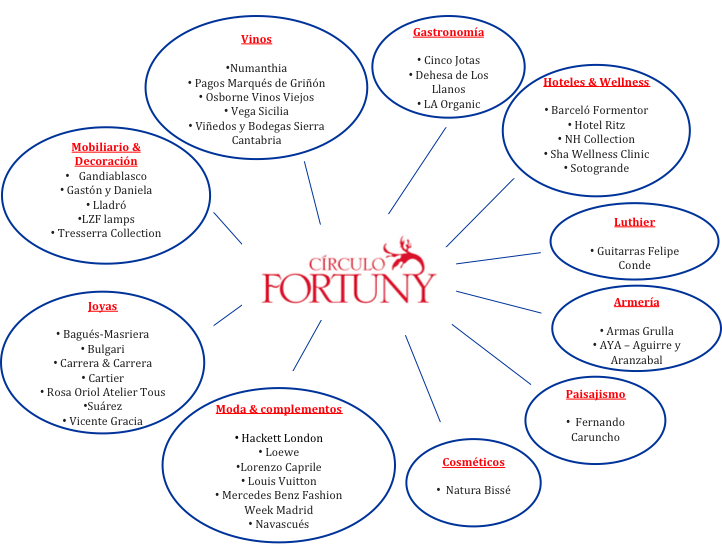 Vinos
•Numanthia
• Pagos Marqués de Griñón
• Osborne Vinos Viejos
• Vega Sicilia
• Viñedos y Bodegas Sierra
Cantabria
Gastronomía
• Cinco Jotas
• Dehesa de Los
Llanos
• LA Organic
Hoteles & Wellness
• Barceló Formentor
• Hotel Ritz
• NH Collection
• Sha Wellness Clinic
• Sotogrande
Mobiliario &
Decoración
• Gandiablasco
• Gastón y Daniela
• Lladró
•LZF lamps
• Tresserra Collection
Luthier
• Guitarras Felipe
Conde
CÍRCULO
FORTUNY
Joyas
• Bagués-Masriera
• Bulgari
• Carrera & Carrera
• Cartier
• Rosa Oriol Atelier Tous
•Suárez
• Vicente Gracia
Armería
• Armas Grulla
• AYA – Aguirre y
Aranzabal
Paisajismo
• Fernando
Caruncho
Moda & complementos
• Hackett London
• Loewe
•Lorenzo Caprile
• Louis Vuitton
• Mercedes Benz Fashion
Week Madrid
• Navascués
Cosméticos
• Natura Bissé